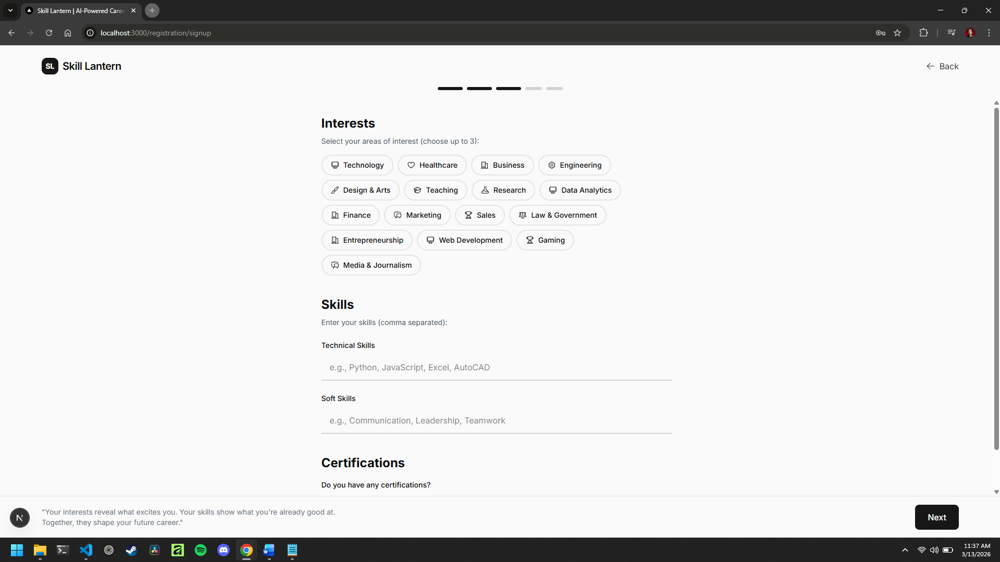 Skill Lantern | AI-Powered Caree
localhost:3000/registration/signup
SL Skill Lantern
Back
Interests
Select your areas of interest (choose up to 3):
Technology Healthcare Business Engineering
Design & Arts Teaching Research Data Analytics
Finance Marketing Sales Law & Government
Entrepreneurship Web Development Gaming
Media & Journalism
Skills
Enter your skills (comma separated):
Technical Skills
e.g., Python, JavaScript, Excel, AutoCAD
Soft Skills
e.g., Communication, Leadership, Teamwork
Certifications
Do you have any certifications?
N
"Your interests reveal what excites you. Your skills show what you're already good at.
Together, they shape your future career."
Next
11:37 AM
3/13/2026